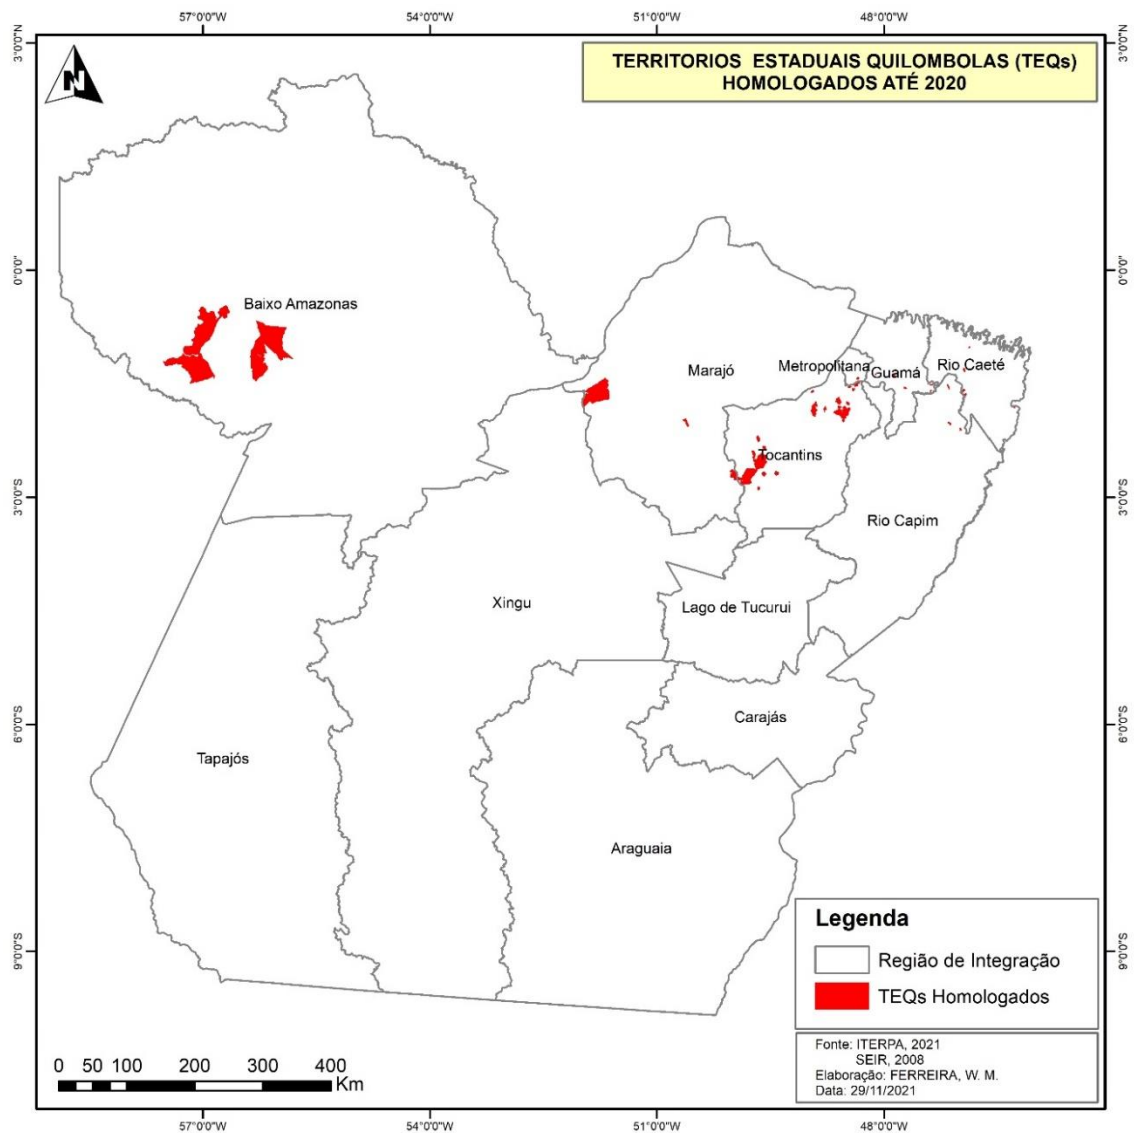 57°0'0"W 54°0'0"W 51°0'0"W 48°0'0"W
3°0'0"N 3°0'0"N
N
TERRITORIOS ESTADUAIS QUILOMBOLAS (TEQs)
HOMOLOGADOS ATÉ 2020
0°0'0" 0°0'0"
Baixo Amazonas
Marajó
Metropolitana
Guamá
Rio Caeté
Tocantins
3°0'0"S 3°0'0"S
Rio Capim
Xingu
Lago de Tucurui
Carajás
6°0'0"S 6°0'0"S
Tapajós
Araguaia
Legenda
Região de Integração
TEQs Homologados
9°0'0"S 9°0'0"S
Fonte: ITERPA, 2021
SEIR, 2008
Elaboração: FERREIRA, W. M.
Data: 29/11/2021
0 50 100 200 300 400
Km
57°0'0"W 54°0'0"W 51°0'0"W 48°0'0"W